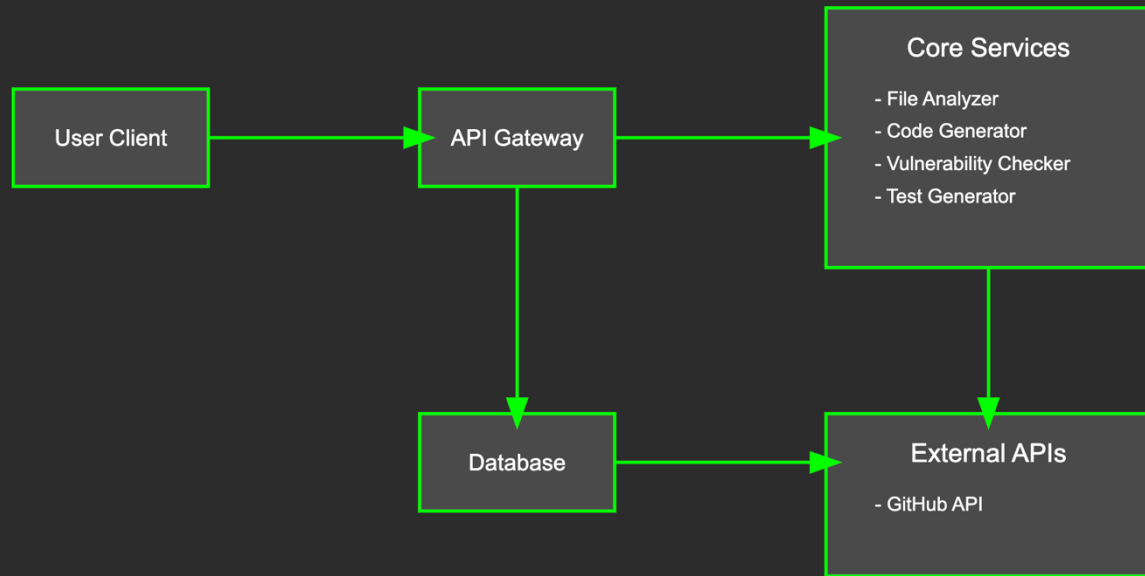 User Client
API Gateway
Core Services
- File Analyzer
- Code Generator
- Vulnerability Checker
- Test Generator
Database
External APIs
- GitHub API